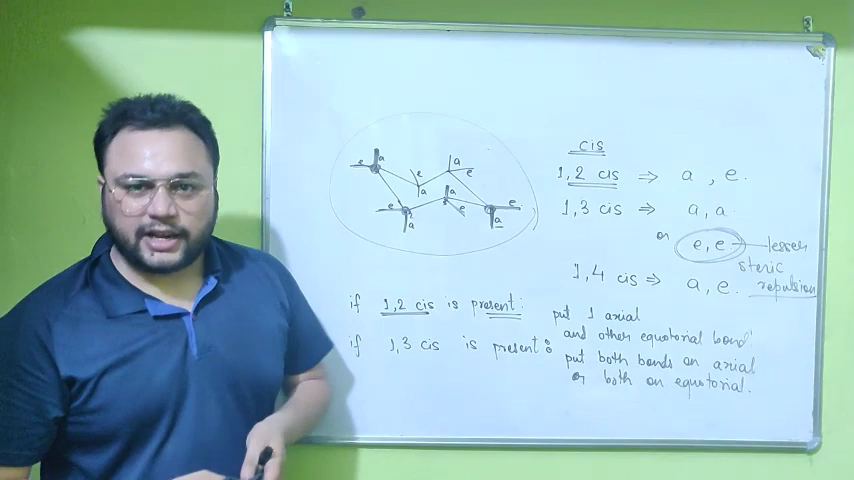 cis
1,2 cis ⇒ a, e.
1,3 cis ⇒ a, a.
or e, e — lesser
steric
repulsion
1,4 cis ⇒ a, e.
if 1,2 cis is present: put 1 axial
and other equotorial bond
if 1,3 cis is present: put both bonds on axial
or both on equotorial.
e a
e
a
a
e
e
a
a
e
e
a